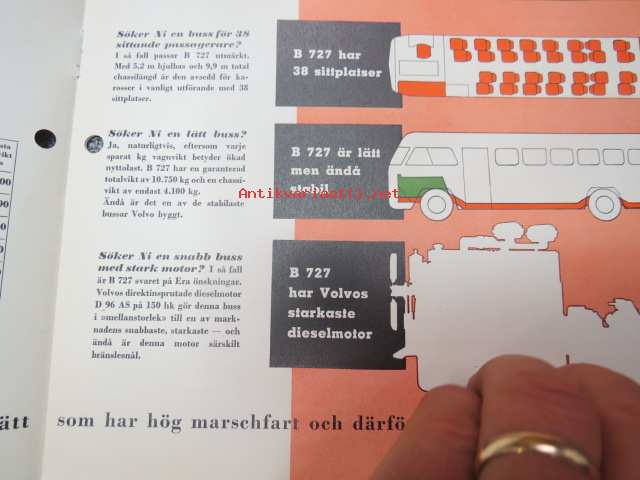 Söker Ni en buss för 38
sittande passagerare?
I så fall passar B 727 utmärkt.
Med 5,2 m hjulbas och 9,9 m total
chassilängd är den avsedd för ka-
rosser i vanligt utförande med 38
sittplatser.
B 727 har
38 sittplatser
Söker Ni en lätt buss?
Ja, naturligtvis, eftersom varje
sparat kg vagnvikt betyder ökad
nyttolast. B 727 har en garanterad
totalvikt av 10.750 kg och en chassi-
vikt av endast 4.100 kg.
Ändå är det en av de stabilaste
bussar Volvo byggt.
B 727 är lätt
men ändå
stabil
Antikvariaatti.net
Söker Ni en snabb buss
med stark motor? I så fall
är B 727 svaret på Era önskningar.
Volvos direktinsprutade dieselmotor
D 96 AS på 150 hk gör denna buss
i »mellanstorlek» till en av mark-
nadens snabbaste, starkaste — och
ändå är denna motor särskilt
bränslesnål.
B 727
har Volvos
starkaste
dieselmotor
ätt som har hög marschfart och därfö